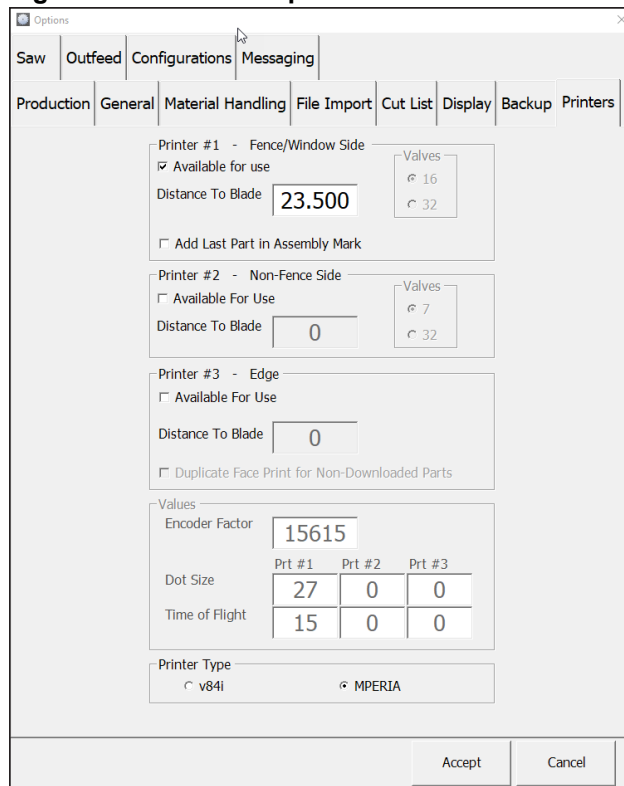 Options
Saw Outfeed Configurations Messaging
Production General Material Handling File Import Cut List Display Backup Printers
Printer #1 - Fence/Window Side
Available for use
Valves
16
Distance To Blade 23.500
32
Add Last Part in Assembly Mark
Printer #2 - Non-Fence Side
Available For Use
Valves
7
Distance To Blade 0
32
Printer #3 - Edge
Available For Use
Distance To Blade 0
Duplicate Face Print for Non-Downloaded Parts
Values
Encoder Factor 15615
Prt #1 Prt #2 Prt #3
Dot Size 27 0 0
Time of Flight 15 0 0
Printer Type
v84i MPERIA
Accept Cancel